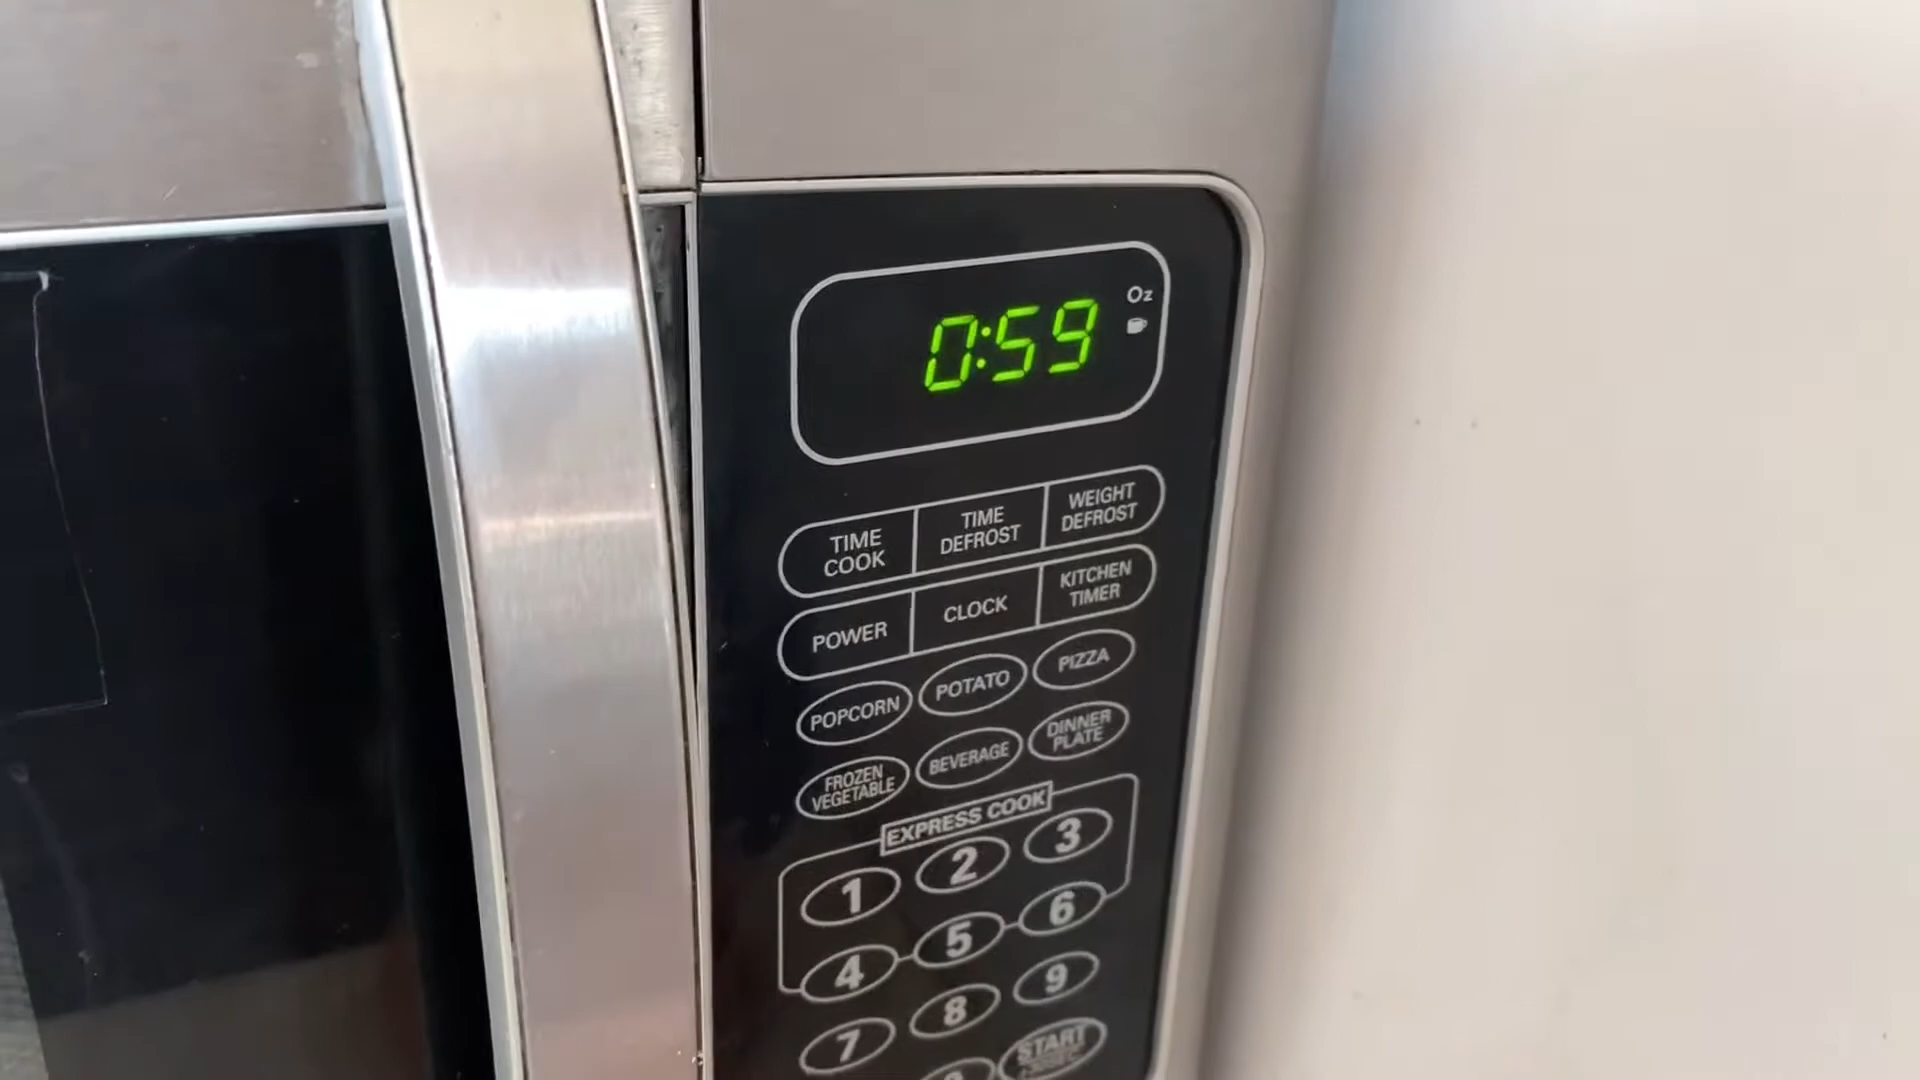 0:59
Oz
TIME COOK
TIME DEFROST
WEIGHT DEFROST
POWER
CLOCK
KITCHEN TIMER
POPCORN
POTATO
PIZZA
FROZEN VEGETABLE
BEVERAGE
DINNER PLATE
EXPRESS COOK
1
2
3
4
5
6
7
8
9
START